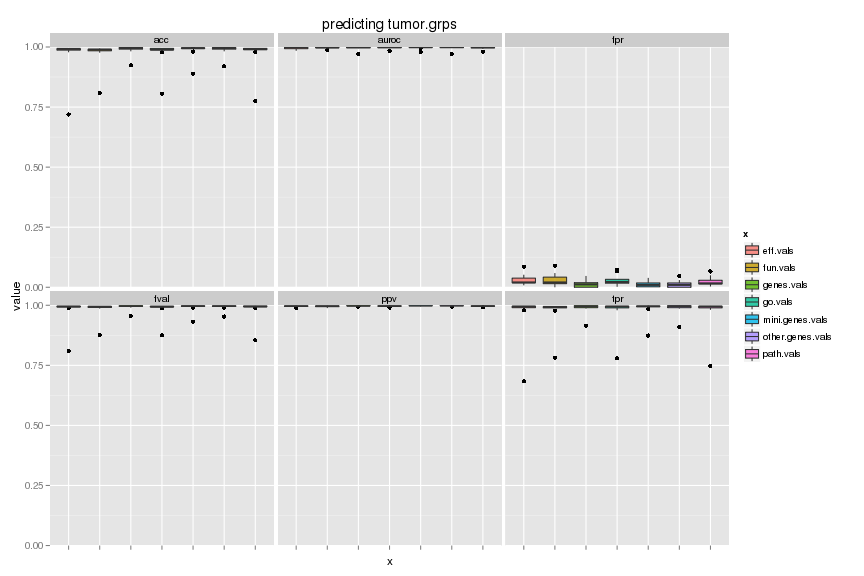 predicting tumor.grps
acc
auroc
fpr
1.00
0.75
0.50
0.25
0.00
fval
ppv
tpr
1.00
0.75
0.50
0.25
0.00
value
x
x
eff.vals
fun.vals
genes.vals
go.vals
mini.genes.vals
other.genes.vals
path.vals